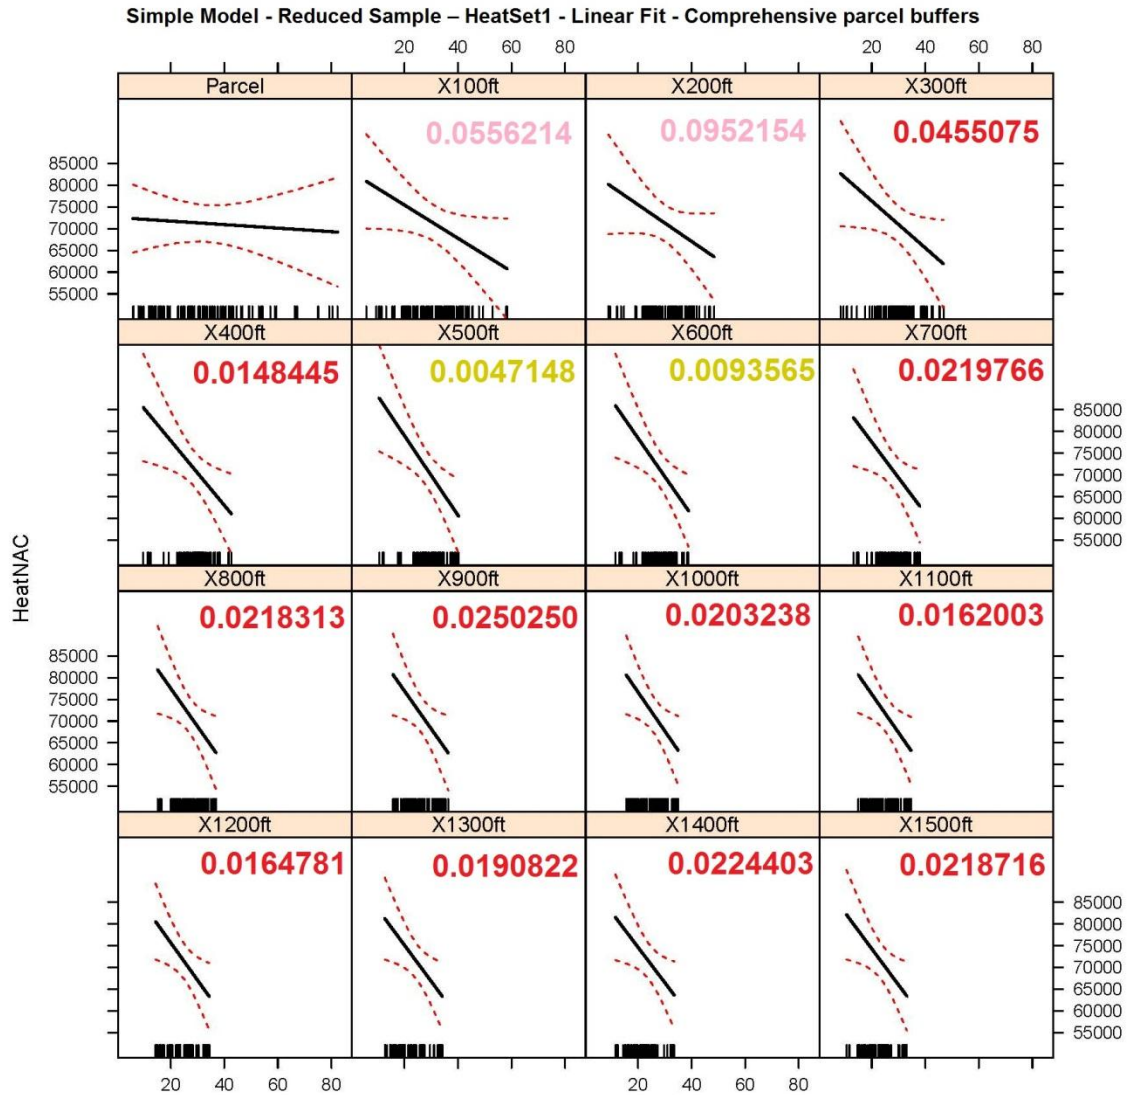 Simple Model - Reduced Sample – HeatSet1 - Linear Fit - Comprehensive parcel buffers
20 40 60 80 20 40 60 80
Parcel X100ft X200ft X300ft
0.0556214 0.0952154 0.0455075
85000
80000
75000
70000
65000
60000
55000
X400ft X500ft X600ft X700ft
0.0148445 0.0047148 0.0093565 0.0219766
85000
80000
75000
70000
65000
60000
55000
HeatNAC
X800ft X900ft X1000ft X1100ft
0.0218313 0.0250250 0.0203238 0.0162003
85000
80000
75000
70000
65000
60000
55000
X1200ft X1300ft X1400ft X1500ft
0.0164781 0.0190822 0.0224403 0.0218716
85000
80000
75000
70000
65000
60000
55000
20 40 60 80 20 40 60 80